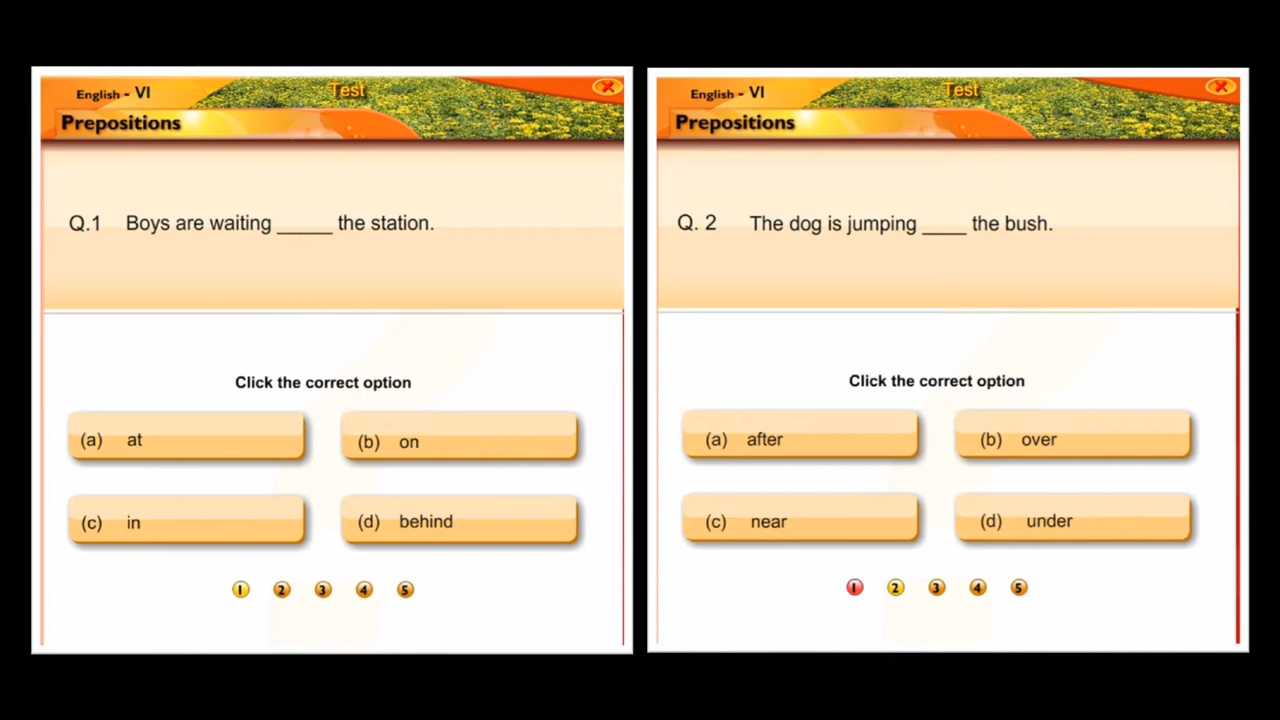 English - VI
Test
Prepositions
Q.1 Boys are waiting _____ the station.
Click the correct option
(a) at
(b) on
(c) in
(d) behind
1 2 3 4 5
English - VI
Test
Prepositions
Q. 2 The dog is jumping ____ the bush.
Click the correct option
(a) after
(b) over
(c) near
(d) under
1 2 3 4 5